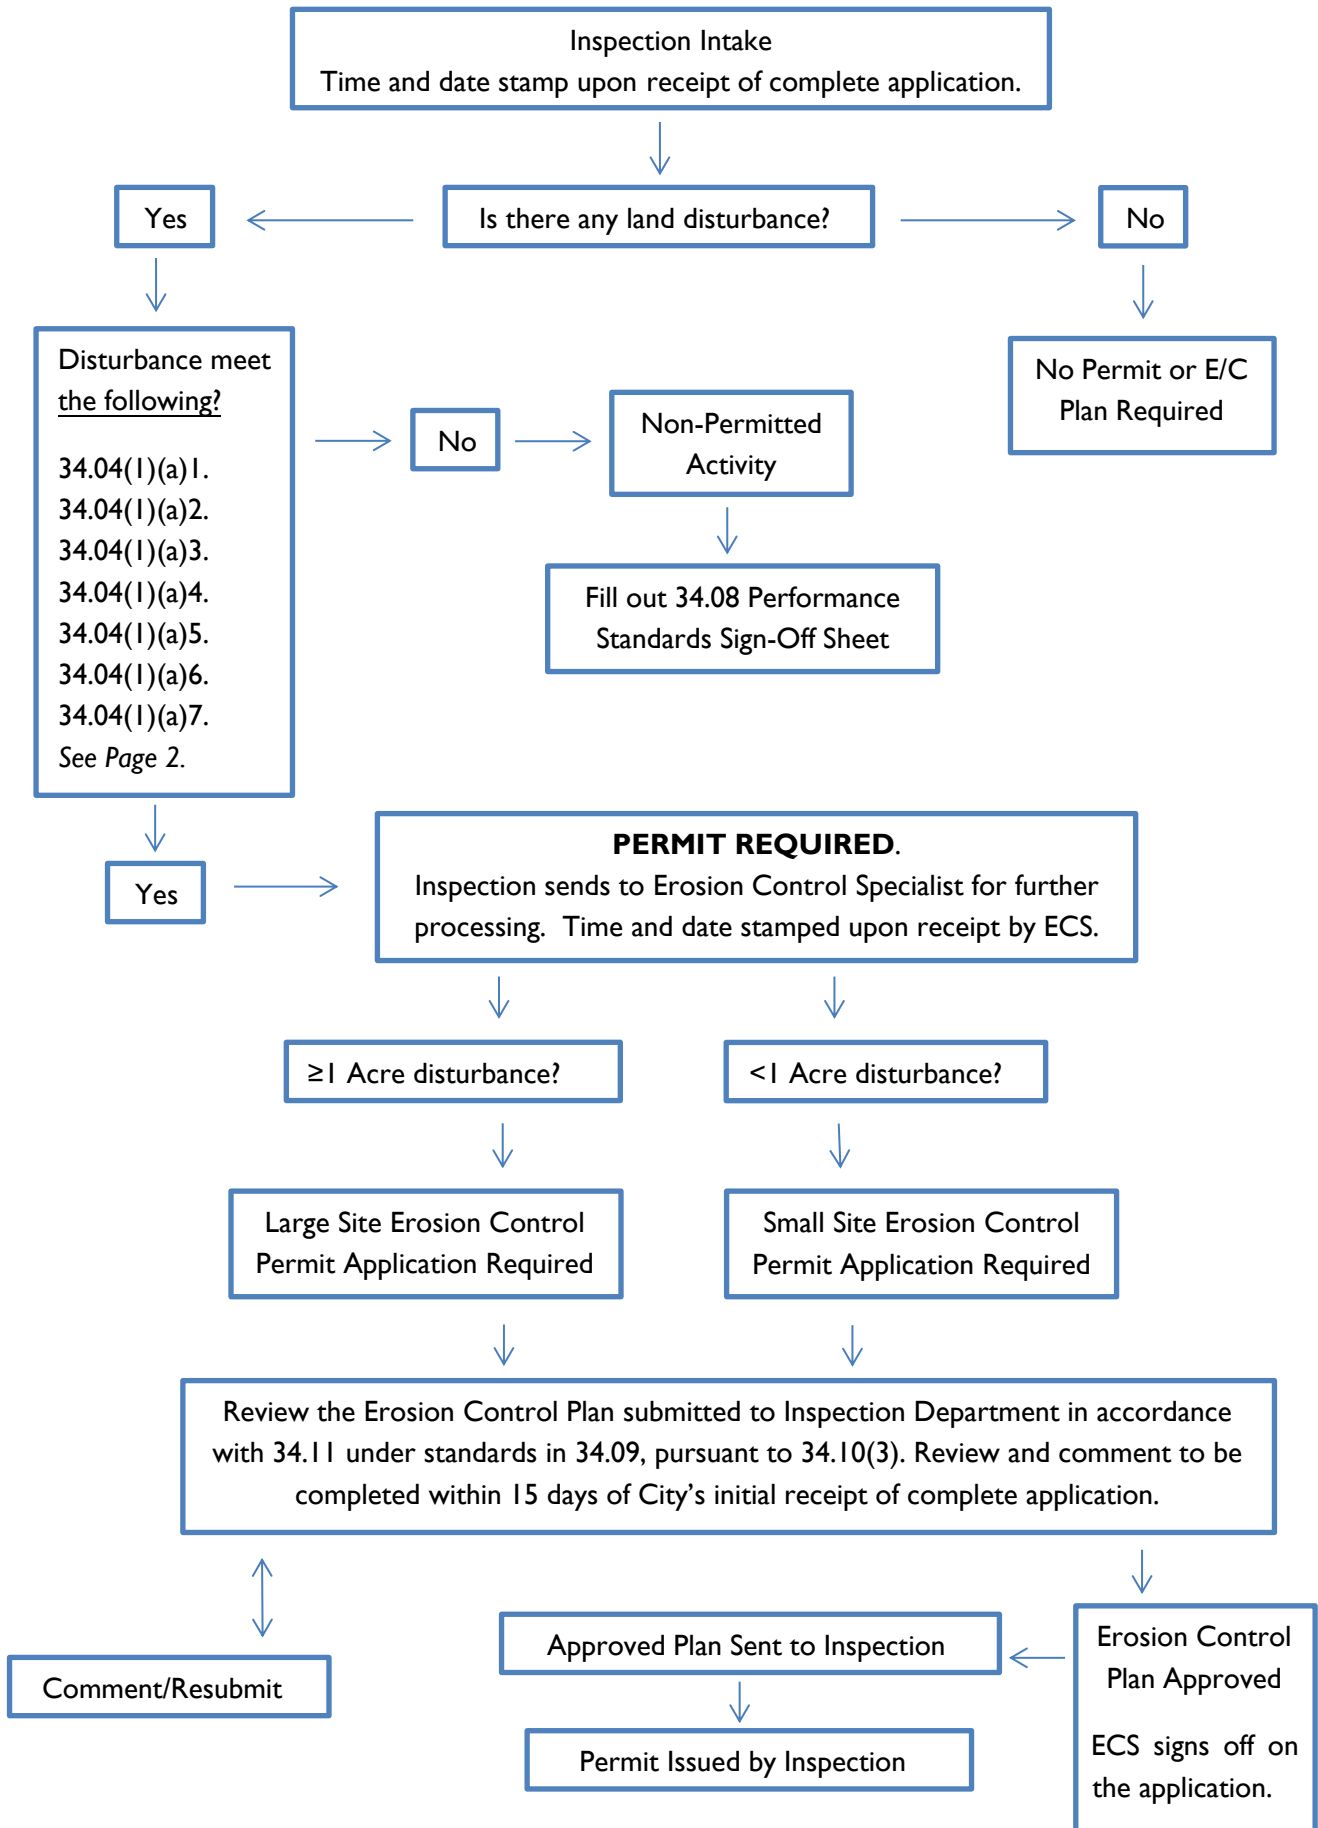 Inspection Intake
Time and date stamp upon receipt of complete application.
Yes
Is there any land disturbance?
No
Disturbance meet
the following?
34.04(1)(a)1.
34.04(1)(a)2.
34.04(1)(a)3.
34.04(1)(a)4.
34.04(1)(a)5.
34.04(1)(a)6.
34.04(1)(a)7.
See Page 2.
No
Non-Permitted
Activity
No Permit or E/C
Plan Required
Fill out 34.08 Performance
Standards Sign-Off Sheet
Yes
PERMIT REQUIRED.
Inspection sends to Erosion Control Specialist for further
processing.  Time and date stamped upon receipt by ECS.
≥1 Acre disturbance?
<1 Acre disturbance?
Large Site Erosion Control
Permit Application Required
Small Site Erosion Control
Permit Application Required
Review the Erosion Control Plan submitted to Inspection Department in accordance
with 34.11 under standards in 34.09, pursuant to 34.10(3). Review and comment to be
completed within 15 days of City’s initial receipt of complete application.
Comment/Resubmit
Approved Plan Sent to Inspection
Permit Issued by Inspection
Erosion Control
Plan Approved
ECS signs off on
the application.